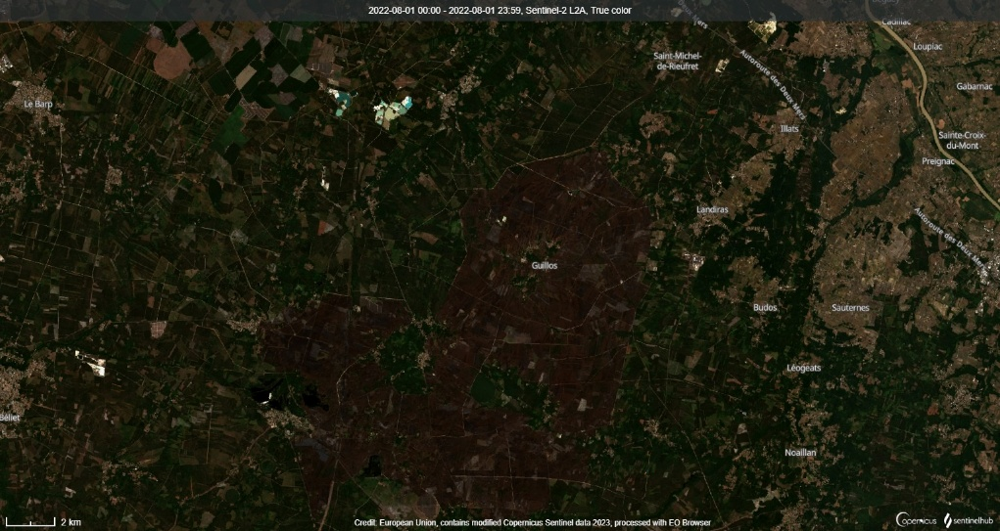 2022-08-01 00:00 - 2022-08-01 23:59, Sentinel-2 L2A, True color
Cadillac
Loupiac
Saint-Michel-
de-Rieufret
Autoroute des Deux Mers
Gabarnac
Le Barp
Illats
Sainte-Croix-
du-Mont
Preignac
Landiras
Autoroute des Deux Mers
Guillos
Budos
Sauternes
Léogeats
Béliet
Noaillan
2 km
Credit: European Union, contains modified Copernicus Sentinel data 2023, processed with EO Browser
Copernicus
sentinelhub